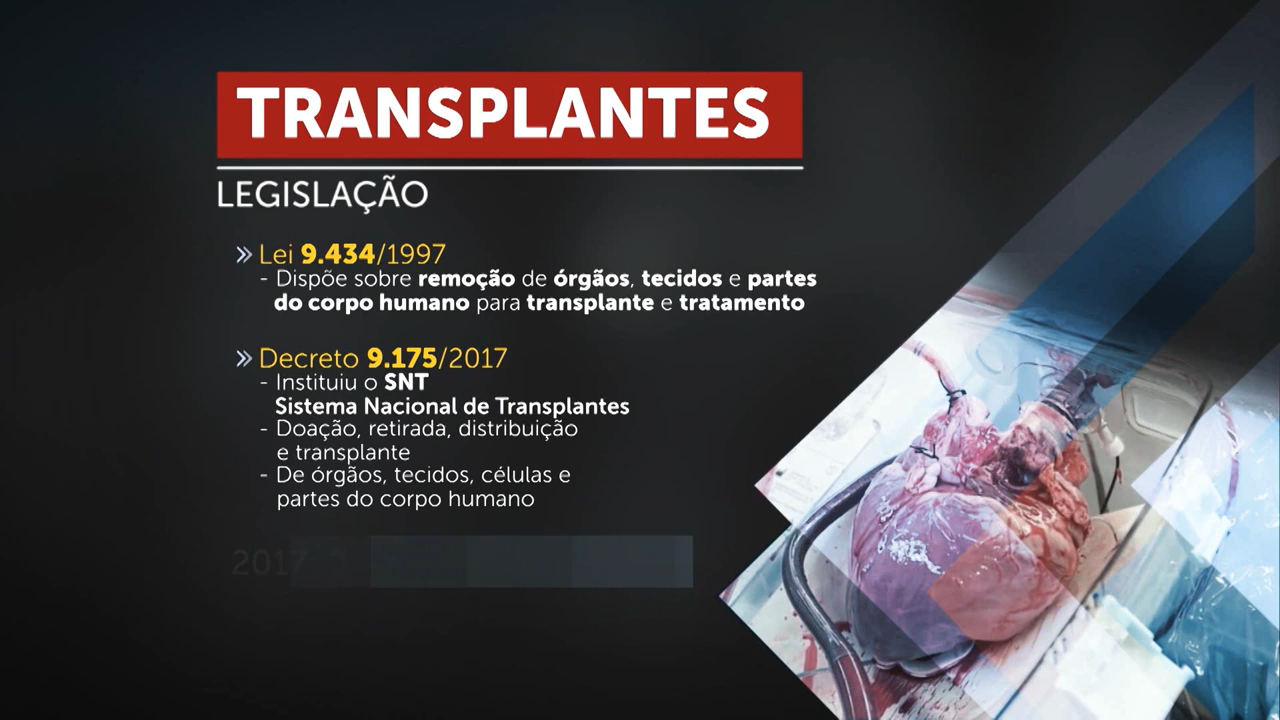 TRANSPLANTES
LEGISLAÇÃO
» Lei 9.434/1997
- Dispõe sobre remoção de órgãos, tecidos e partes
do corpo humano para transplante e tratamento
» Decreto 9.175/2017
- Instituiu o SNT
Sistema Nacional de Transplantes
- Doação, retirada, distribuição
e transplante
- De órgãos, tecidos, células e
partes do corpo humano
2017